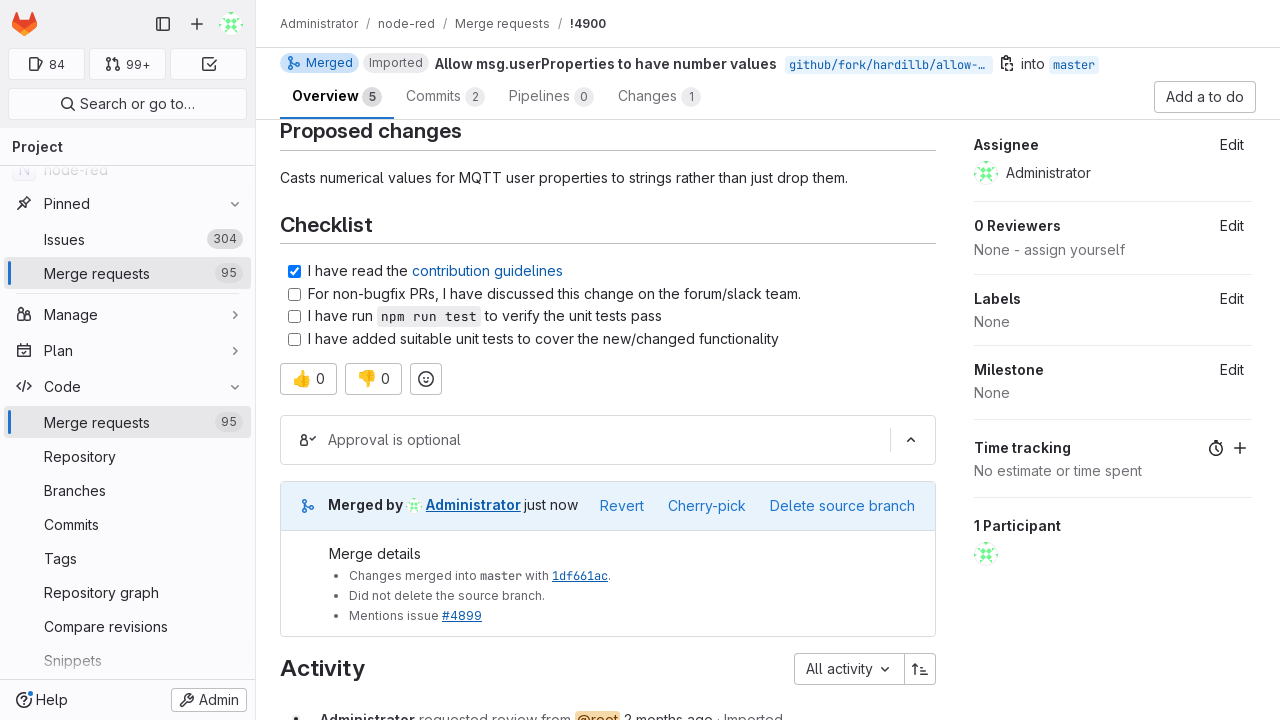 Administrator / node-red / Merge requests / !4900
84 99+
Merged Imported Allow msg.userProperties to have number values github/fork/hardillb/allow-… into master
Search or go to…
Overview 5 Commits 2 Pipelines 0 Changes 1 Add a to do
Project
N node-red
Pinned
Issues 304
Merge requests 95
Manage
Plan
Code
Merge requests 95
Repository
Branches
Commits
Tags
Repository graph
Compare revisions
Snippets
Help Admin
Proposed changes
Casts numerical values for MQTT user properties to strings rather than just drop them.
Checklist
I have read the contribution guidelines
For non-bugfix PRs, I have discussed this change on the forum/slack team.
I have run npm run test to verify the unit tests pass
I have added suitable unit tests to cover the new/changed functionality
👍 0 👎 0
Approval is optional
Merged by Administrator just now Revert Cherry-pick Delete source branch
Merge details
Changes merged into master with 1df661ac.
Did not delete the source branch.
Mentions issue #4899
Activity All activity
Administrator requested review from @root 2 months ago · Imported
Assignee Edit
Administrator
0 Reviewers Edit
None - assign yourself
Labels Edit
None
Milestone Edit
None
Time tracking
No estimate or time spent
1 Participant